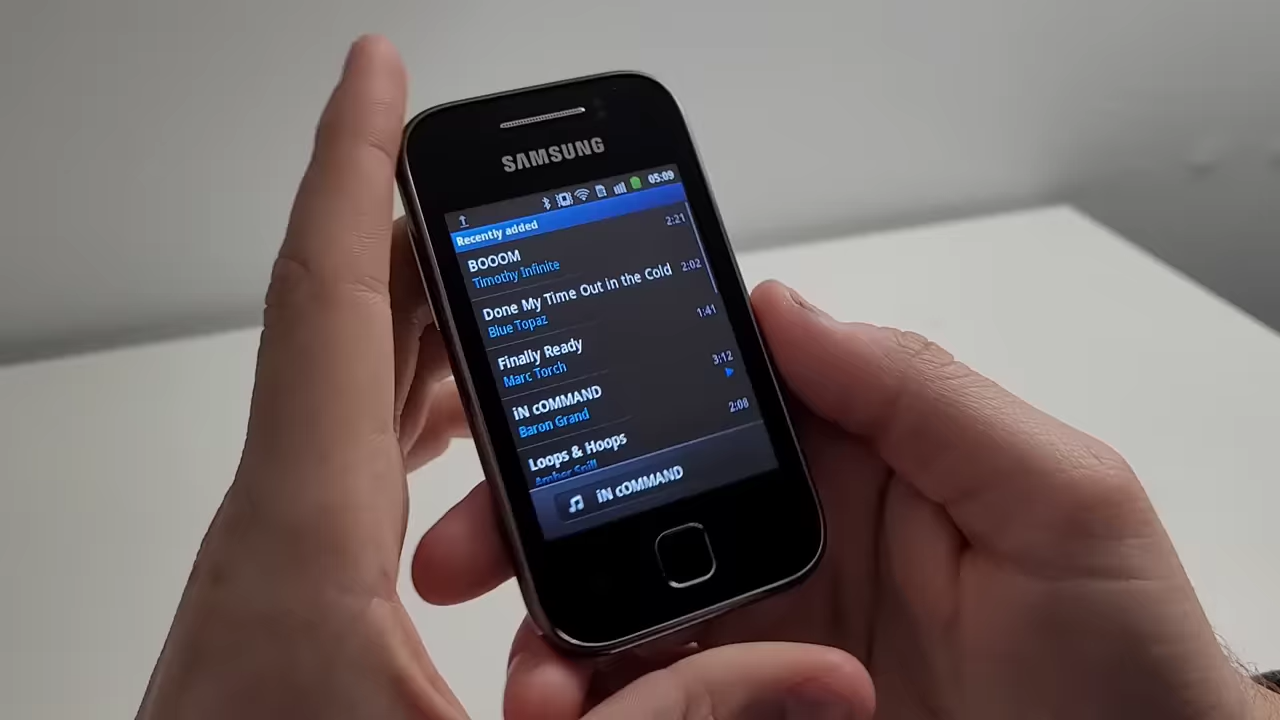 SAMSUNG
05:09
Recently added
BOOOM 2:21
Timothy Infinite
Done My Time Out in the Cold 2:02
Blue Topaz
Finally Ready 1:41
Marc Torch
iN cOMMAND 3:12
Baron Grand
Loops & Hoops 2:08
Amber Spill
iN cOMMAND